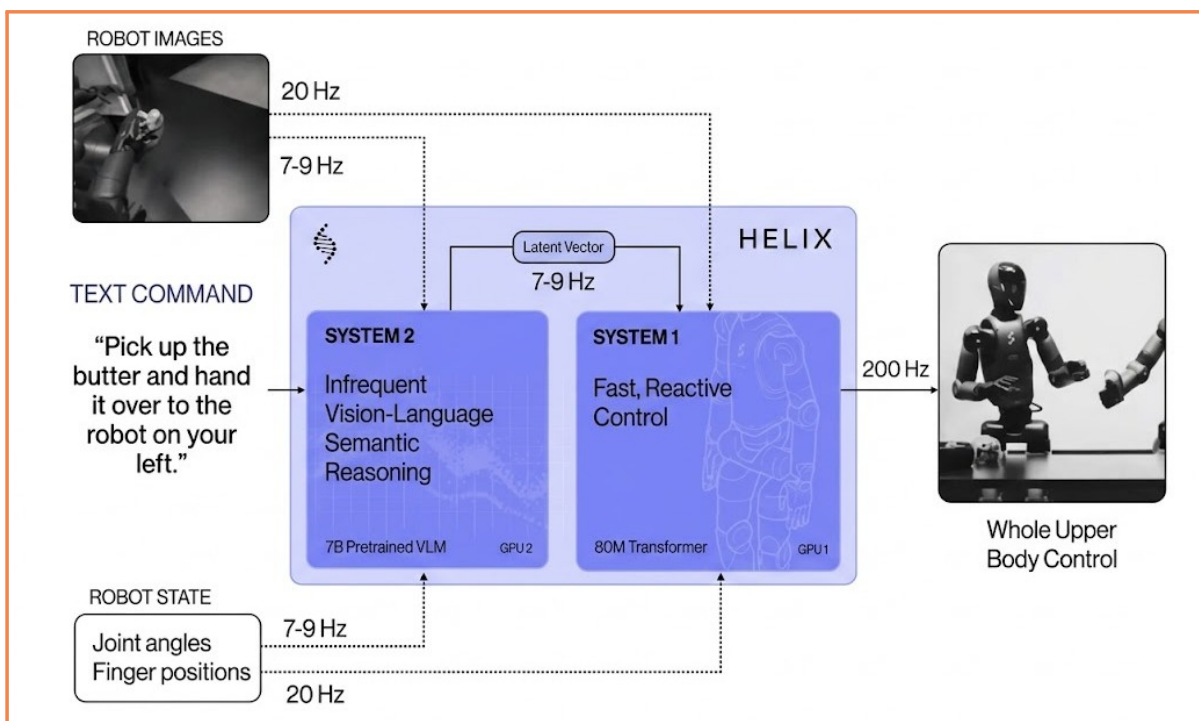 ROBOT IMAGES
20 Hz
7-9 Hz
HELIX
Latent Vector
7-9 Hz
TEXT COMMAND
“Pick up the
butter and hand
it over to the
robot on your
left.”
SYSTEM 2
Infrequent
Vision-Language
Semantic
Reasoning
7B Pretrained VLM
GPU 2
SYSTEM 1
Fast, Reactive
Control
80M Transformer
GPU 1
200 Hz
Whole Upper
Body Control
ROBOT STATE
Joint angles
Finger positions
7-9 Hz
20 Hz